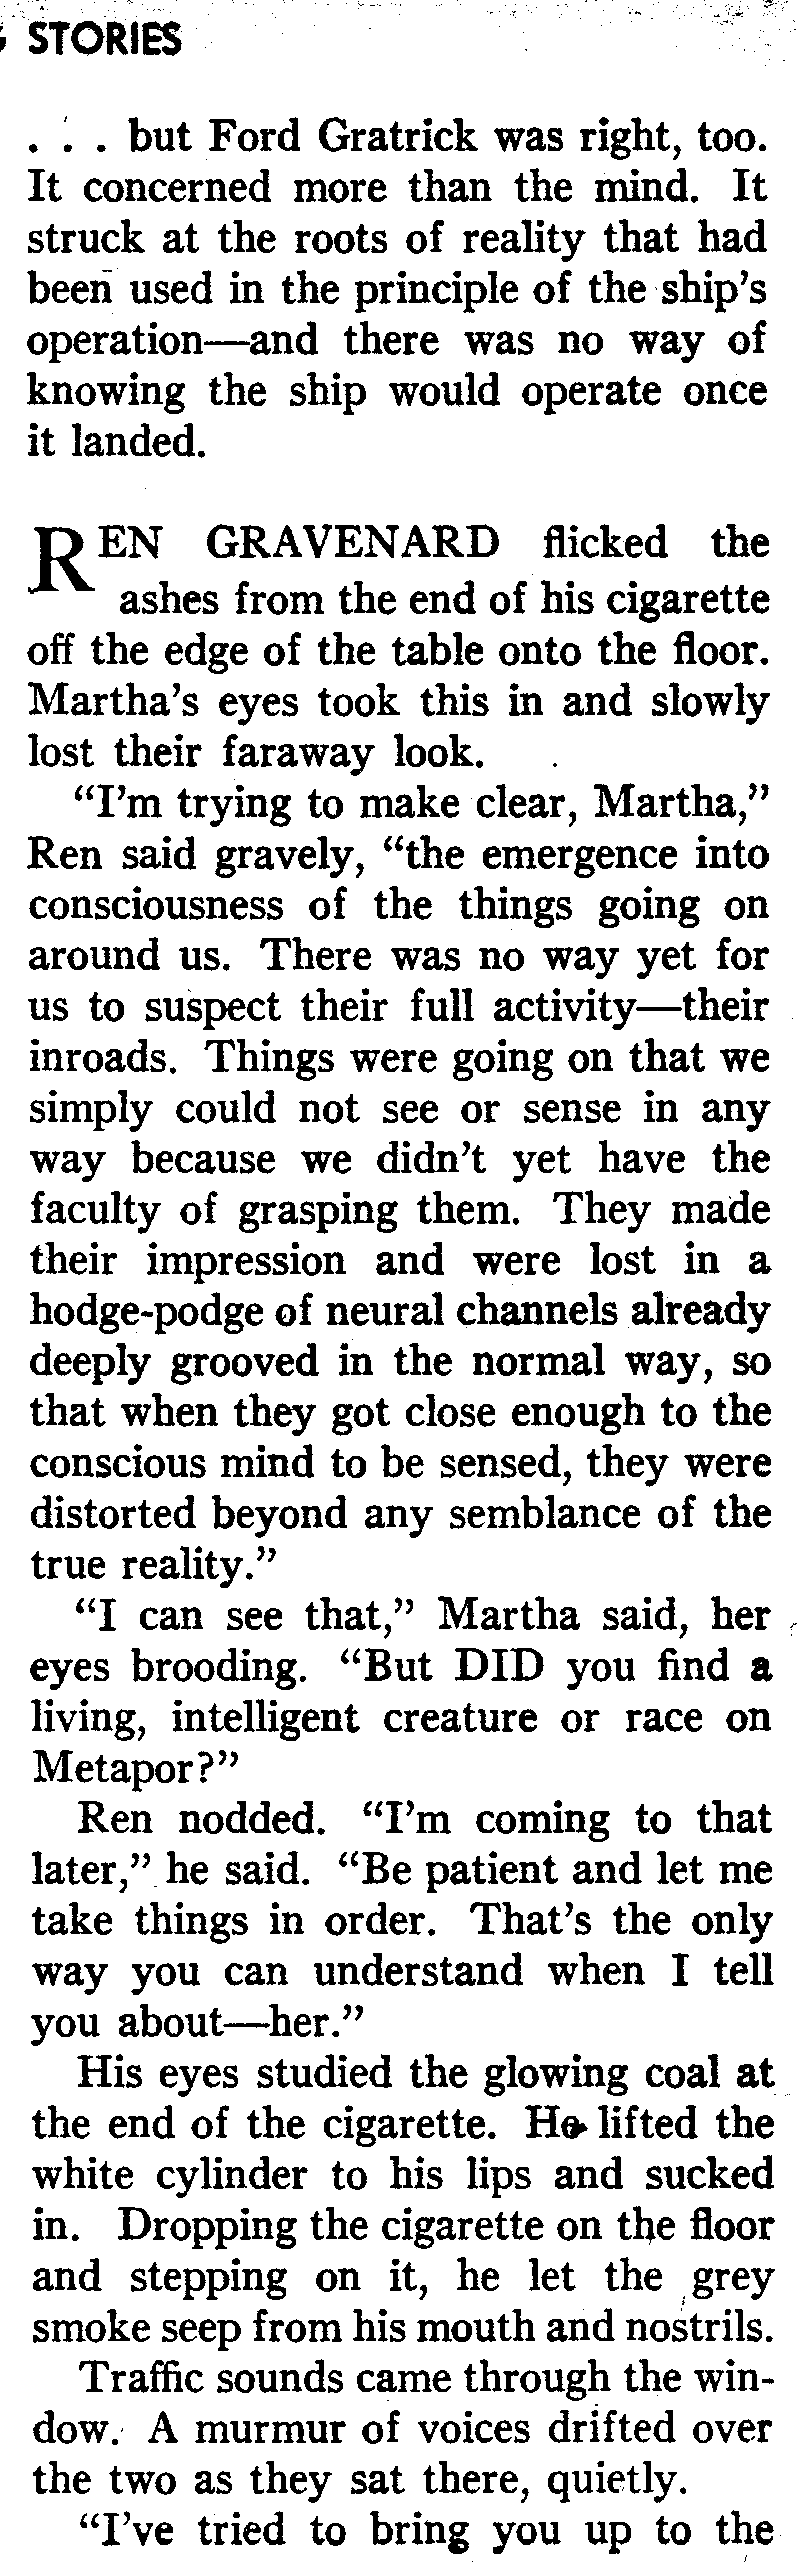 STORIES
. . . but Ford Gratrick was right, too.
It concerned more than the mind. It
struck at the roots of reality that had
been used in the principle of the ship's
operation—and there was no way of
knowing the ship would operate once
it landed.
REN GRAVENARD flicked the
ashes from the end of his cigarette
off the edge of the table onto the floor.
Martha's eyes took this in and slowly
lost their faraway look.
“I'm trying to make clear, Martha,”
Ren said gravely, “the emergence into
consciousness of the things going on
around us. There was no way yet for
us to suspect their full activity—their
inroads. Things were going on that we
simply could not see or sense in any
way because we didn't yet have the
faculty of grasping them. They made
their impression and were lost in a
hodge-podge of neural channels already
deeply grooved in the normal way, so
that when they got close enough to the
conscious mind to be sensed, they were
distorted beyond any semblance of the
true reality.”
“I can see that,” Martha said, her
eyes brooding. “But DID you find a
living, intelligent creature or race on
Metapor?”
Ren nodded. “I'm coming to that
later,” he said. “Be patient and let me
take things in order. That's the only
way you can understand when I tell
you about—her.”
His eyes studied the glowing coal at
the end of the cigarette. He lifted the
white cylinder to his lips and sucked
in. Dropping the cigarette on the floor
and stepping on it, he let the grey
smoke seep from his mouth and nostrils.
Traffic sounds came through the win-
dow. A murmur of voices drifted over
the two as they sat there, quietly.
“I've tried to bring you up to the